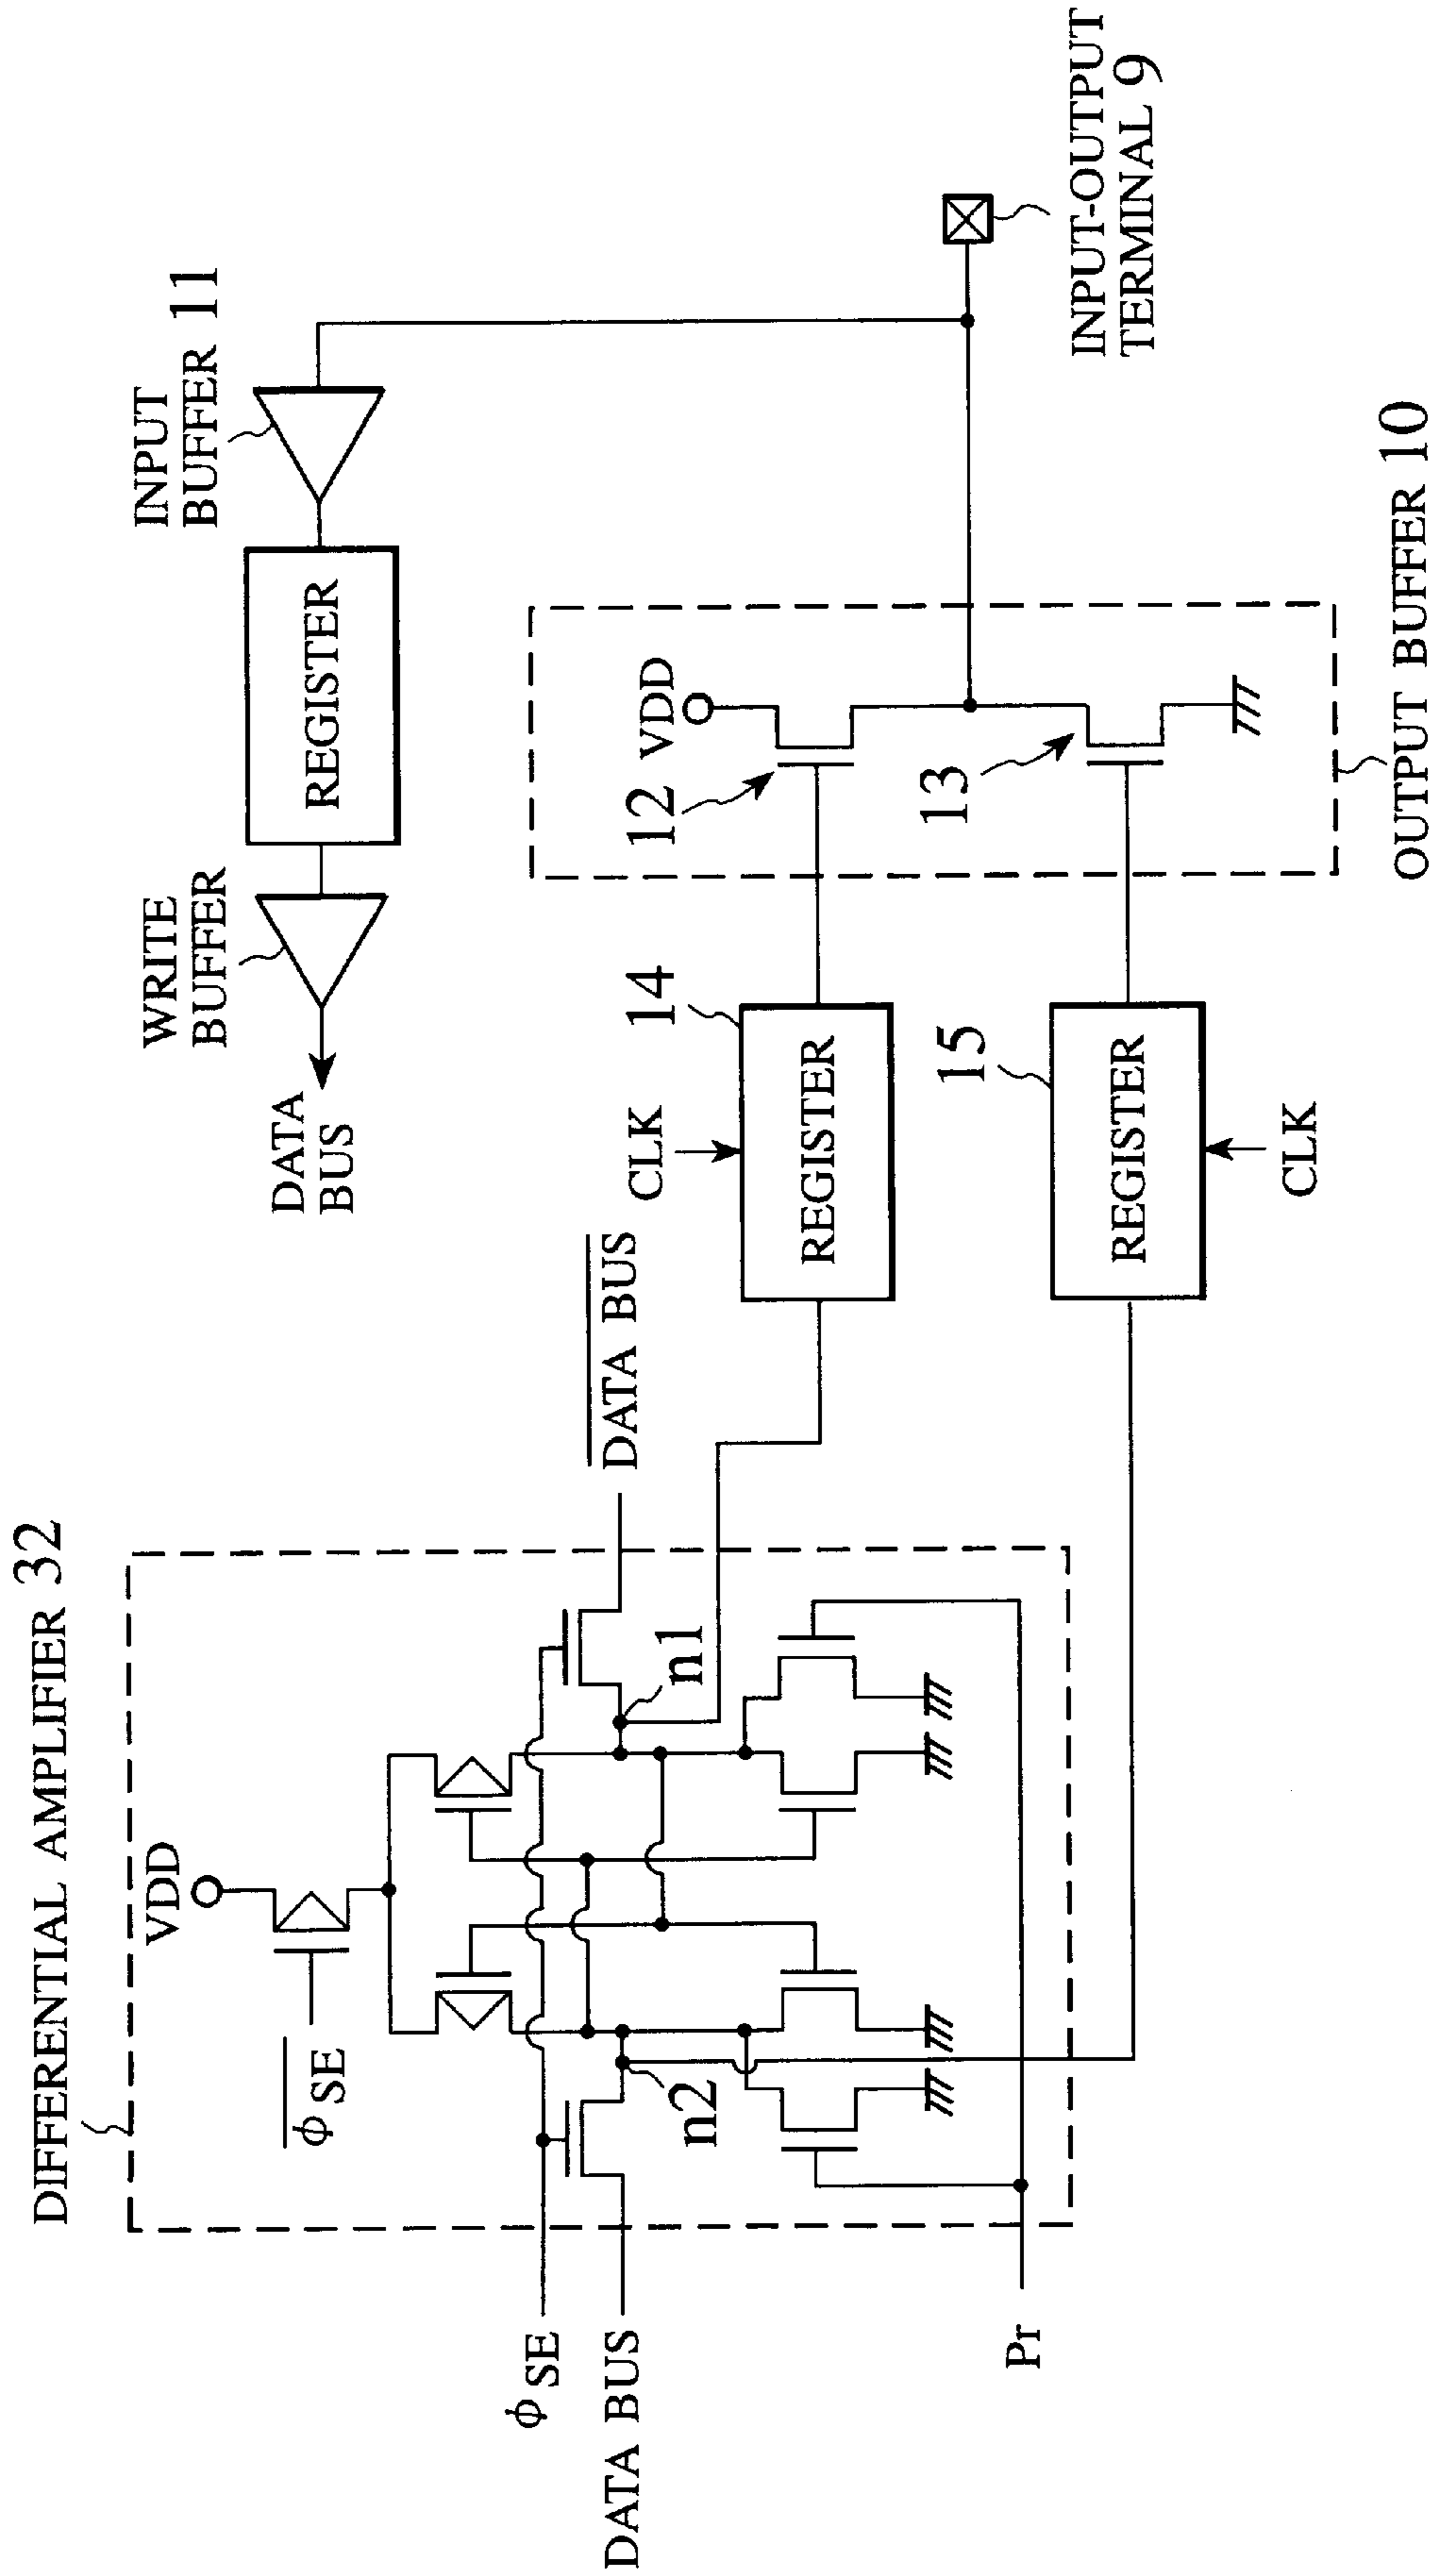 DIFFERENTIAL AMPLIFIER 32
VDD
φSE
φSE
DATA BUS
n2
n1
Pr
DATA BUS
DATA
BUS
WRITE
BUFFER
REGISTER
INPUT
BUFFER 11
CLK
14
REGISTER
15
REGISTER
CLK
12
VDD
13
OUTPUT BUFFER 10
INPUT-OUTPUT
TERMINAL 9